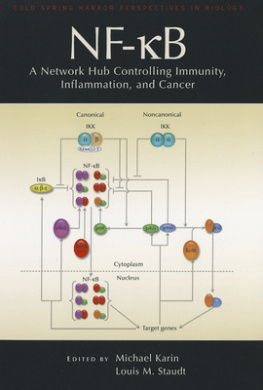 COLD SPRING HARBOR PERSPECTIVES IN BIOLOGY
NF-κB
A Network Hub Controlling Immunity,
Inflammation, and Cancer
Canonical
Noncanonical
IKK
IKK
α β
α α
NF-κB
IκB
α β ε
Cytoplasm
Nucleus
NF-κB
Target genes
EDITED BY Michael Karin
Louis M. Staudt